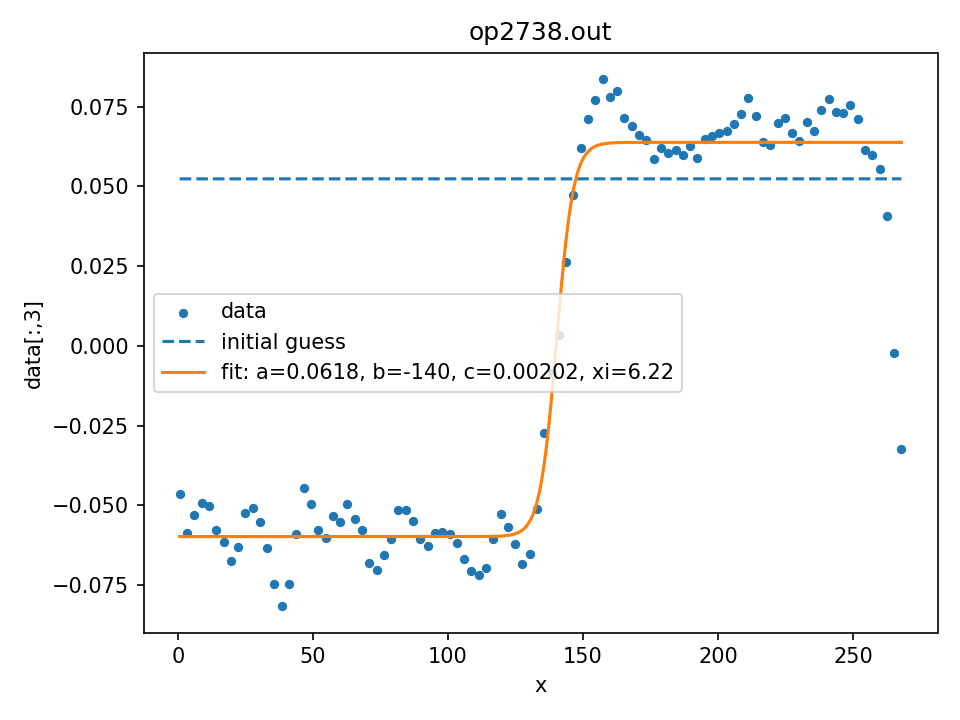 op2738.out
0.075
0.050
0.025
0.000
−0.025
−0.050
−0.075
data[:,3]
data
initial guess
fit: a=0.0618, b=-140, c=0.00202, xi=6.22
0 50 100 150 200 250
x